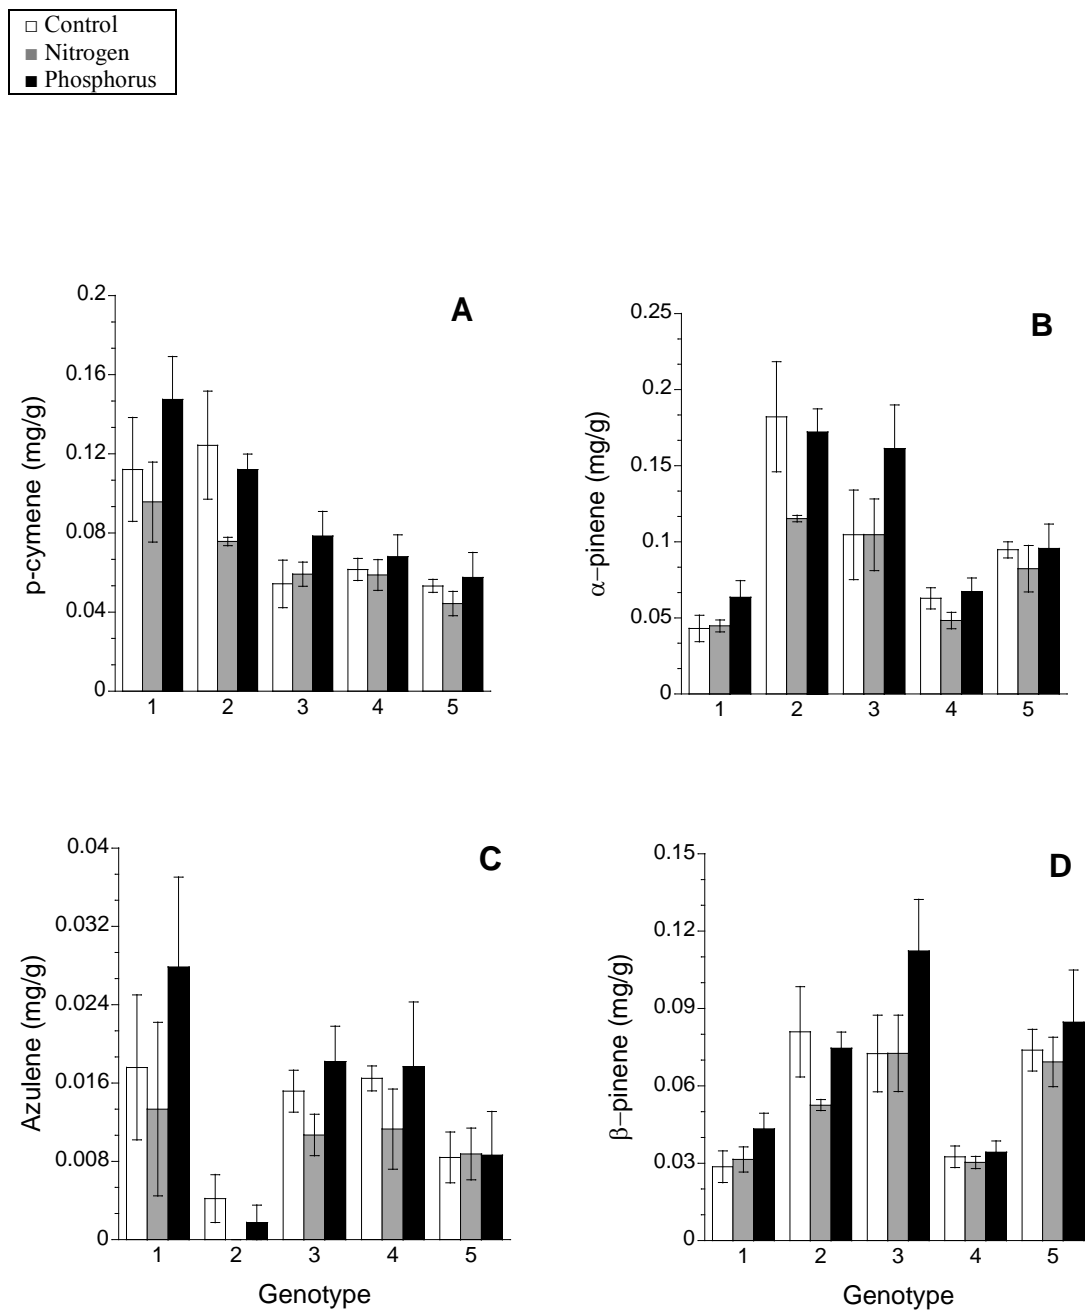 Control
Nitrogen
Phosphorus
A
p-cymene (mg/g)
0.2
0.16
0.12
0.08
0.04
0
1 2 3 4 5
B
α−pinene (mg/g)
0.25
0.2
0.15
0.1
0.05
0
1 2 3 4 5
C
Azulene (mg/g)
0.04
0.032
0.024
0.016
0.008
0
1 2 3 4 5
Genotype
D
β−pinene (mg/g)
0.15
0.12
0.09
0.06
0.03
0
1 2 3 4 5
Genotype